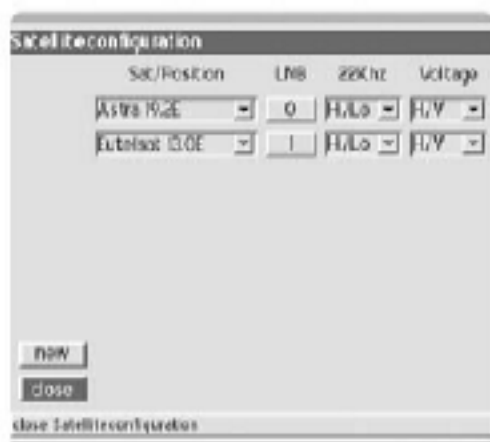 Satelliteconfiguration
Sat/Position LNB 22Khz Voltage
Astra 19.2E 0 Hi/Lo H/V
Eutelsat 13.0E 1 Hi/Lo H/V
new
close
close Satelliteconfiguration